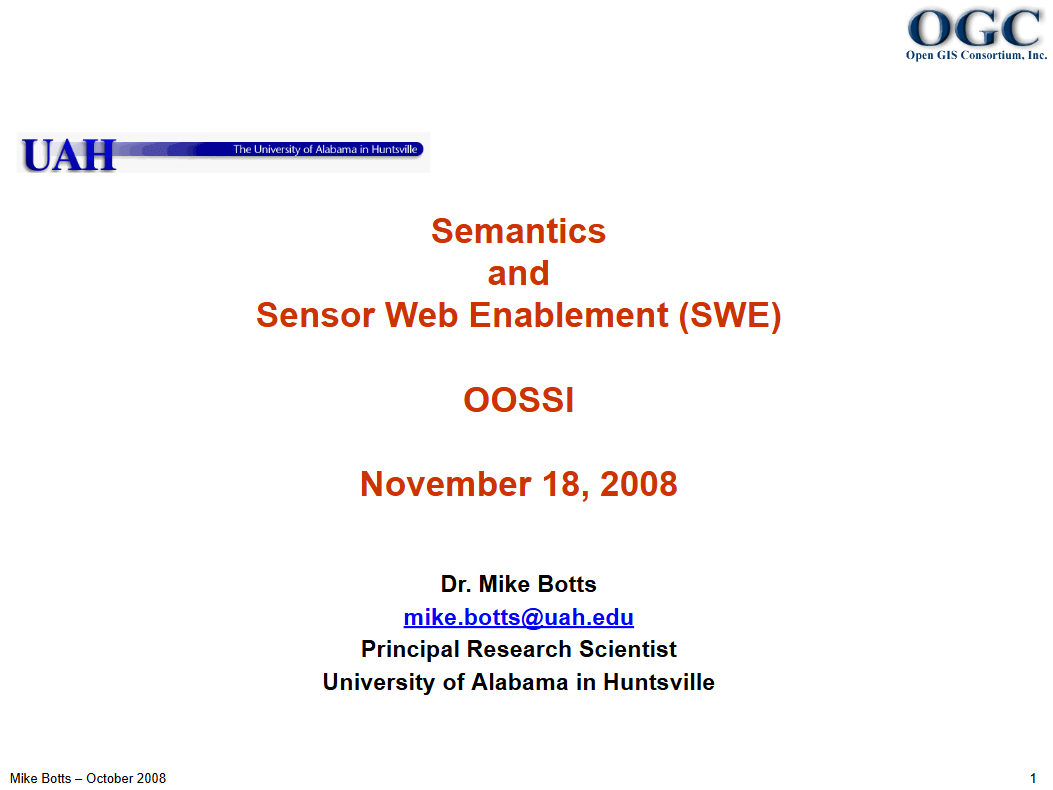 OGC
Open GIS Consortium, Inc.
UAH The University of Alabama in Huntsville
Semantics
and
Sensor Web Enablement (SWE)
OOSSI
November 18, 2008
Dr. Mike Botts
mike.botts@uah.edu
Principal Research Scientist
University of Alabama in Huntsville
Mike Botts – October 2008 1